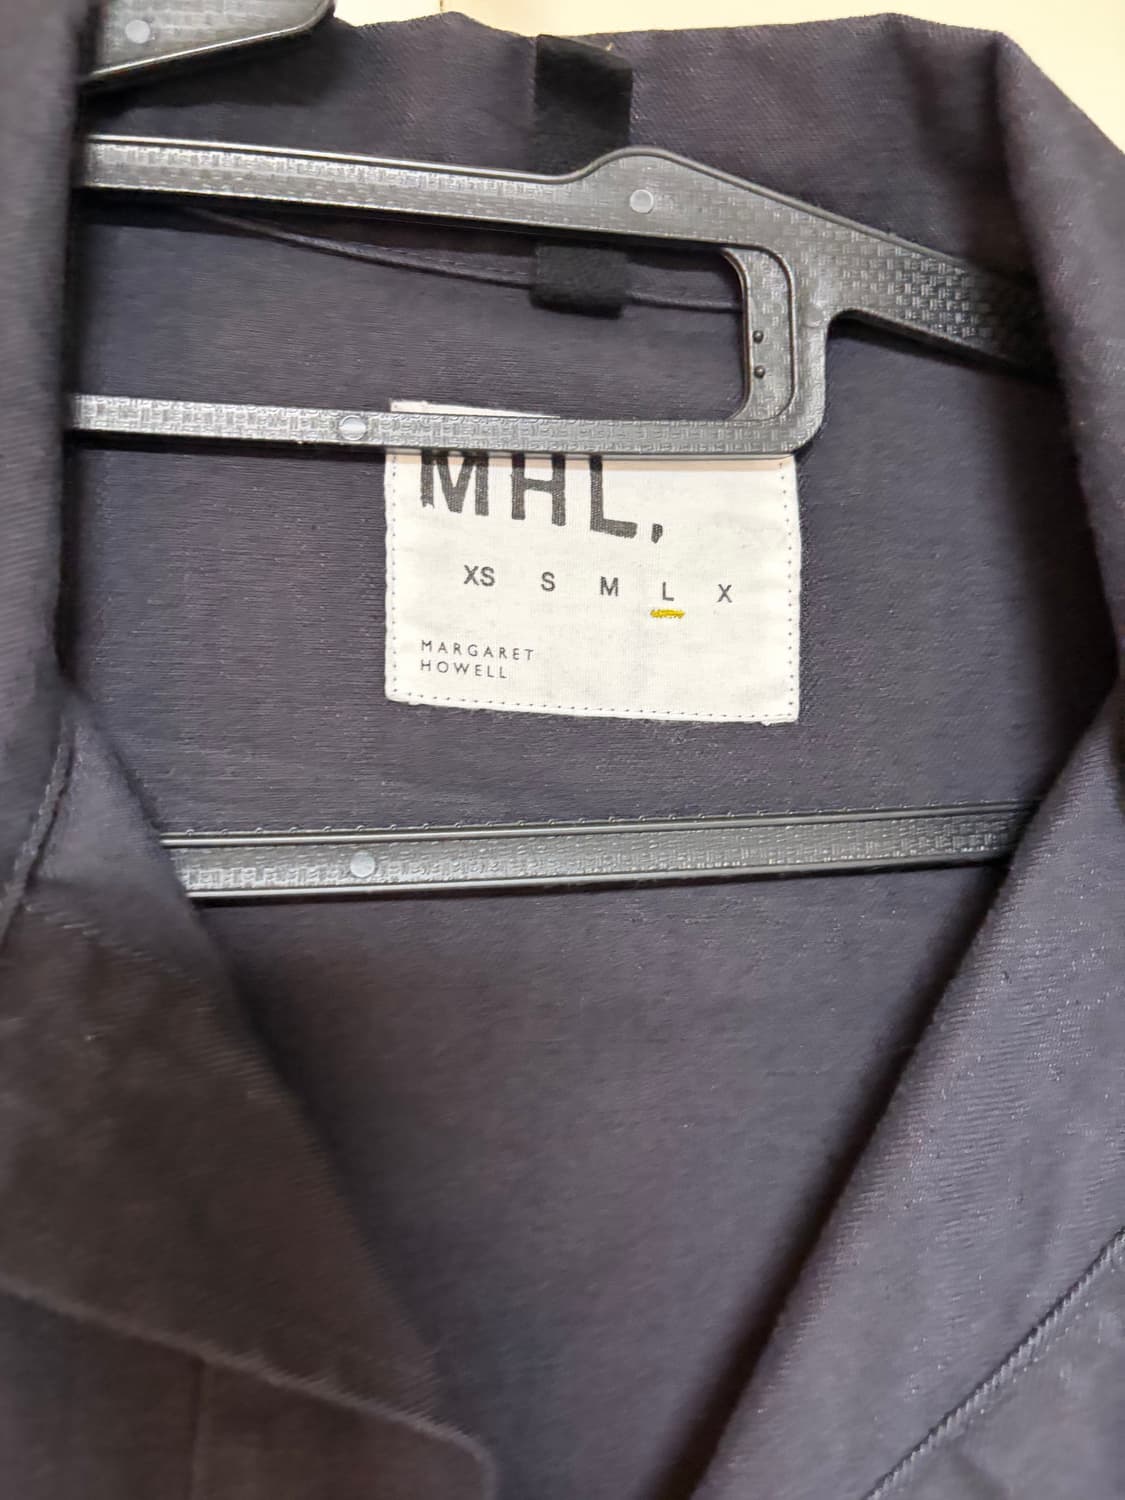 MHL.
XS S M L X
MARGARET
HOWELL